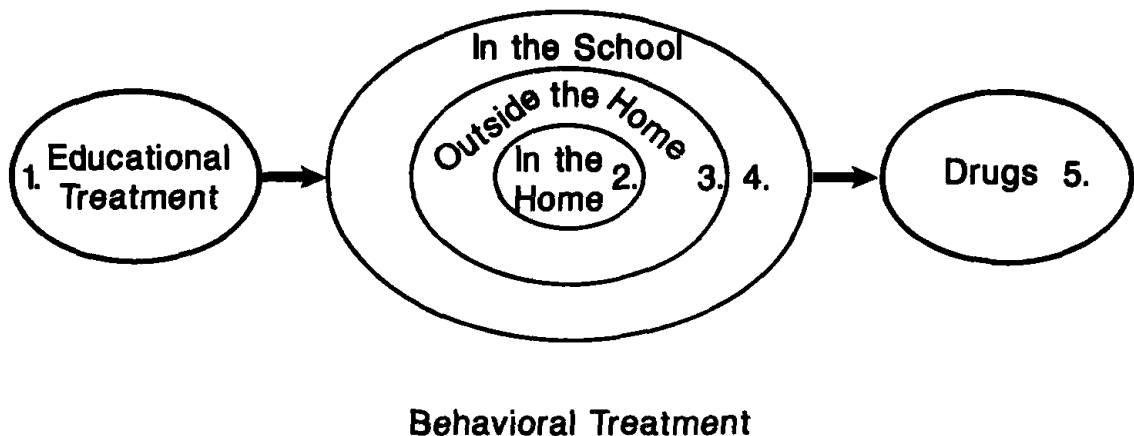 In the School
Outside the Home 3.
In the
Home 2.
4.
1. Educational
Treatment
Drugs 5.
Behavioral Treatment